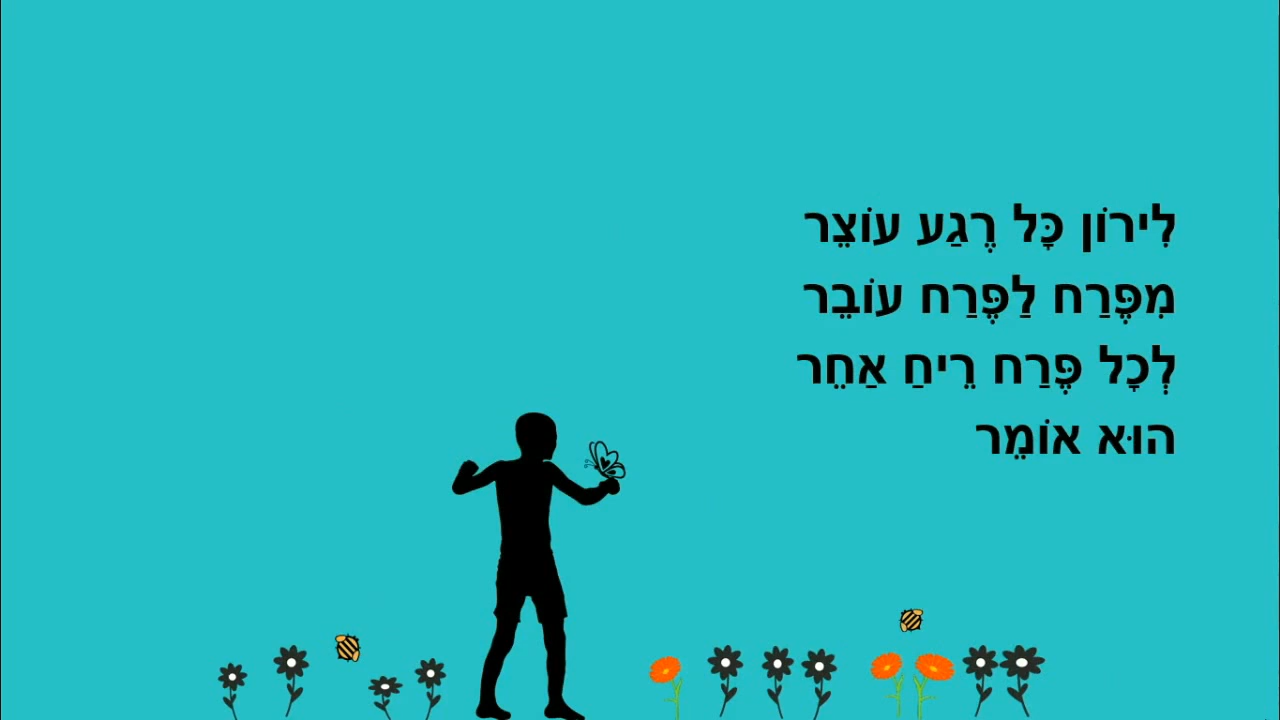 לִירוֹן כָּל רֶגַע עוֹצֵר
מִפֶּרַח לַפֶּרַח עוֹבֵר
לְכָל פֶּרַח רֵיחַ אַחֵר
הוּא אוֹמֵר